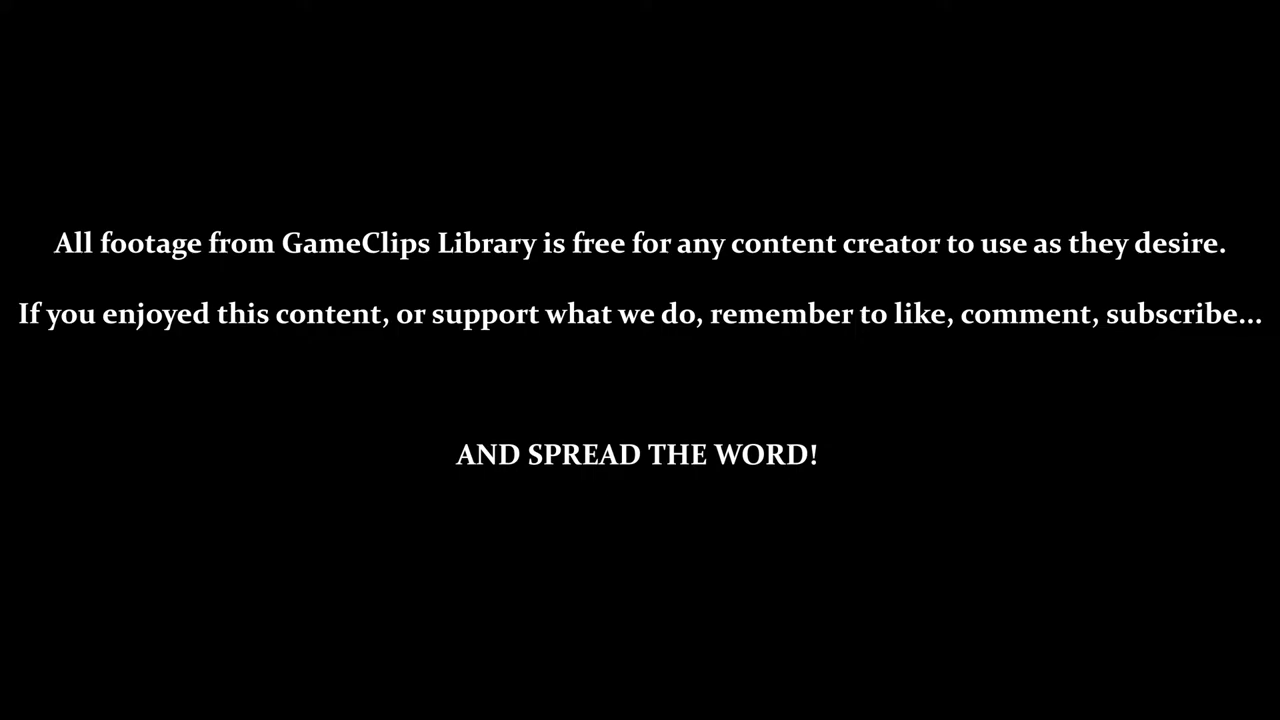 All footage from GameClips Library is free for any content creator to use as they desire.
If you enjoyed this content, or support what we do, remember to like, comment, subscribe...
AND SPREAD THE WORD!